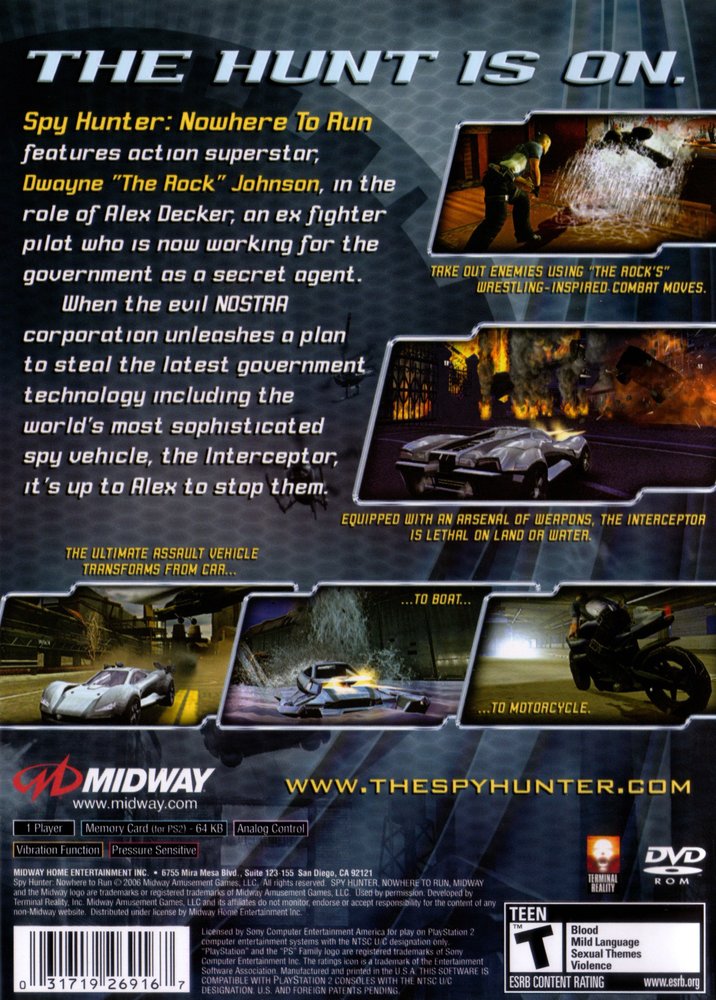 THE HUNT IS ON.
Spy Hunter: Nowhere To Run
features action superstar,
Dwayne "The Rock" Johnson, in the
role of Alex Decker, an ex fighter
pilot who is now working for the
government as a secret agent.
When the evil NOSTRA
corporation unleashes a plan
to steal the latest government
technology including the
world's most sophisticated
spy vehicle, the Interceptor,
it's up to Alex to stop them.
TAKE OUT ENEMIES USING "THE ROCK'S"
WRESTLING-INSPIRED COMBAT MOVES.
EQUIPPED WITH AN ARSENAL OF WEAPONS, THE INTERCEPTOR
IS LETHAL ON LAND OR WATER.
THE ULTIMATE ASSAULT VEHICLE
TRANSFORMS FROM CAR...
...TO BOAT...
...TO MOTORCYCLE.
MIDWAY
www.midway.com
WWW.THESPYHUNTER.COM
1 Player
Memory Card (for PS2) - 64 KB
Analog Control
Vibration Function
Pressure Sensitive
TERMINAL
REALITY
DVD
ROM
MIDWAY HOME ENTERTAINMENT INC. • 6755 Mira Mesa Blvd., Suite 123-155 San Diego, CA 92121
Spy Hunter: Nowhere to Run © 2006 Midway Amusement Games, LLC. All rights reserved. SPY HUNTER, NOWHERE TO RUN, MIDWAY
and the Midway logo are trademarks or registered trademarks of Midway Amusement Games, LLC. Used by permission. Developed by
Terminal Reality, Inc. Midway Amusement Games, LLC and its affiliates do not monitor, endorse or accept responsibility for the content of any
non-Midway website. Distributed under license by Midway Home Entertainment Inc.
Licensed by Sony Computer Entertainment America for play on PlayStation 2
computer entertainment systems with the NTSC U/C designation only.
"PlayStation" and the "PS" Family logo are registered trademarks of Sony
Computer Entertainment Inc. The ratings icon is a trademark of the Entertainment
Software Association. Manufactured and printed in the U.S.A. THIS SOFTWARE IS
COMPATIBLE WITH PLAYSTATION 2 CONSOLES WITH THE NTSC U/C
DESIGNATION. U.S. AND FOREIGN PATENTS PENDING.
0 31719 26916 7
TEEN
T
Blood
Mild Language
Sexual Themes
Violence
ESRB CONTENT RATING
www.esrb.org